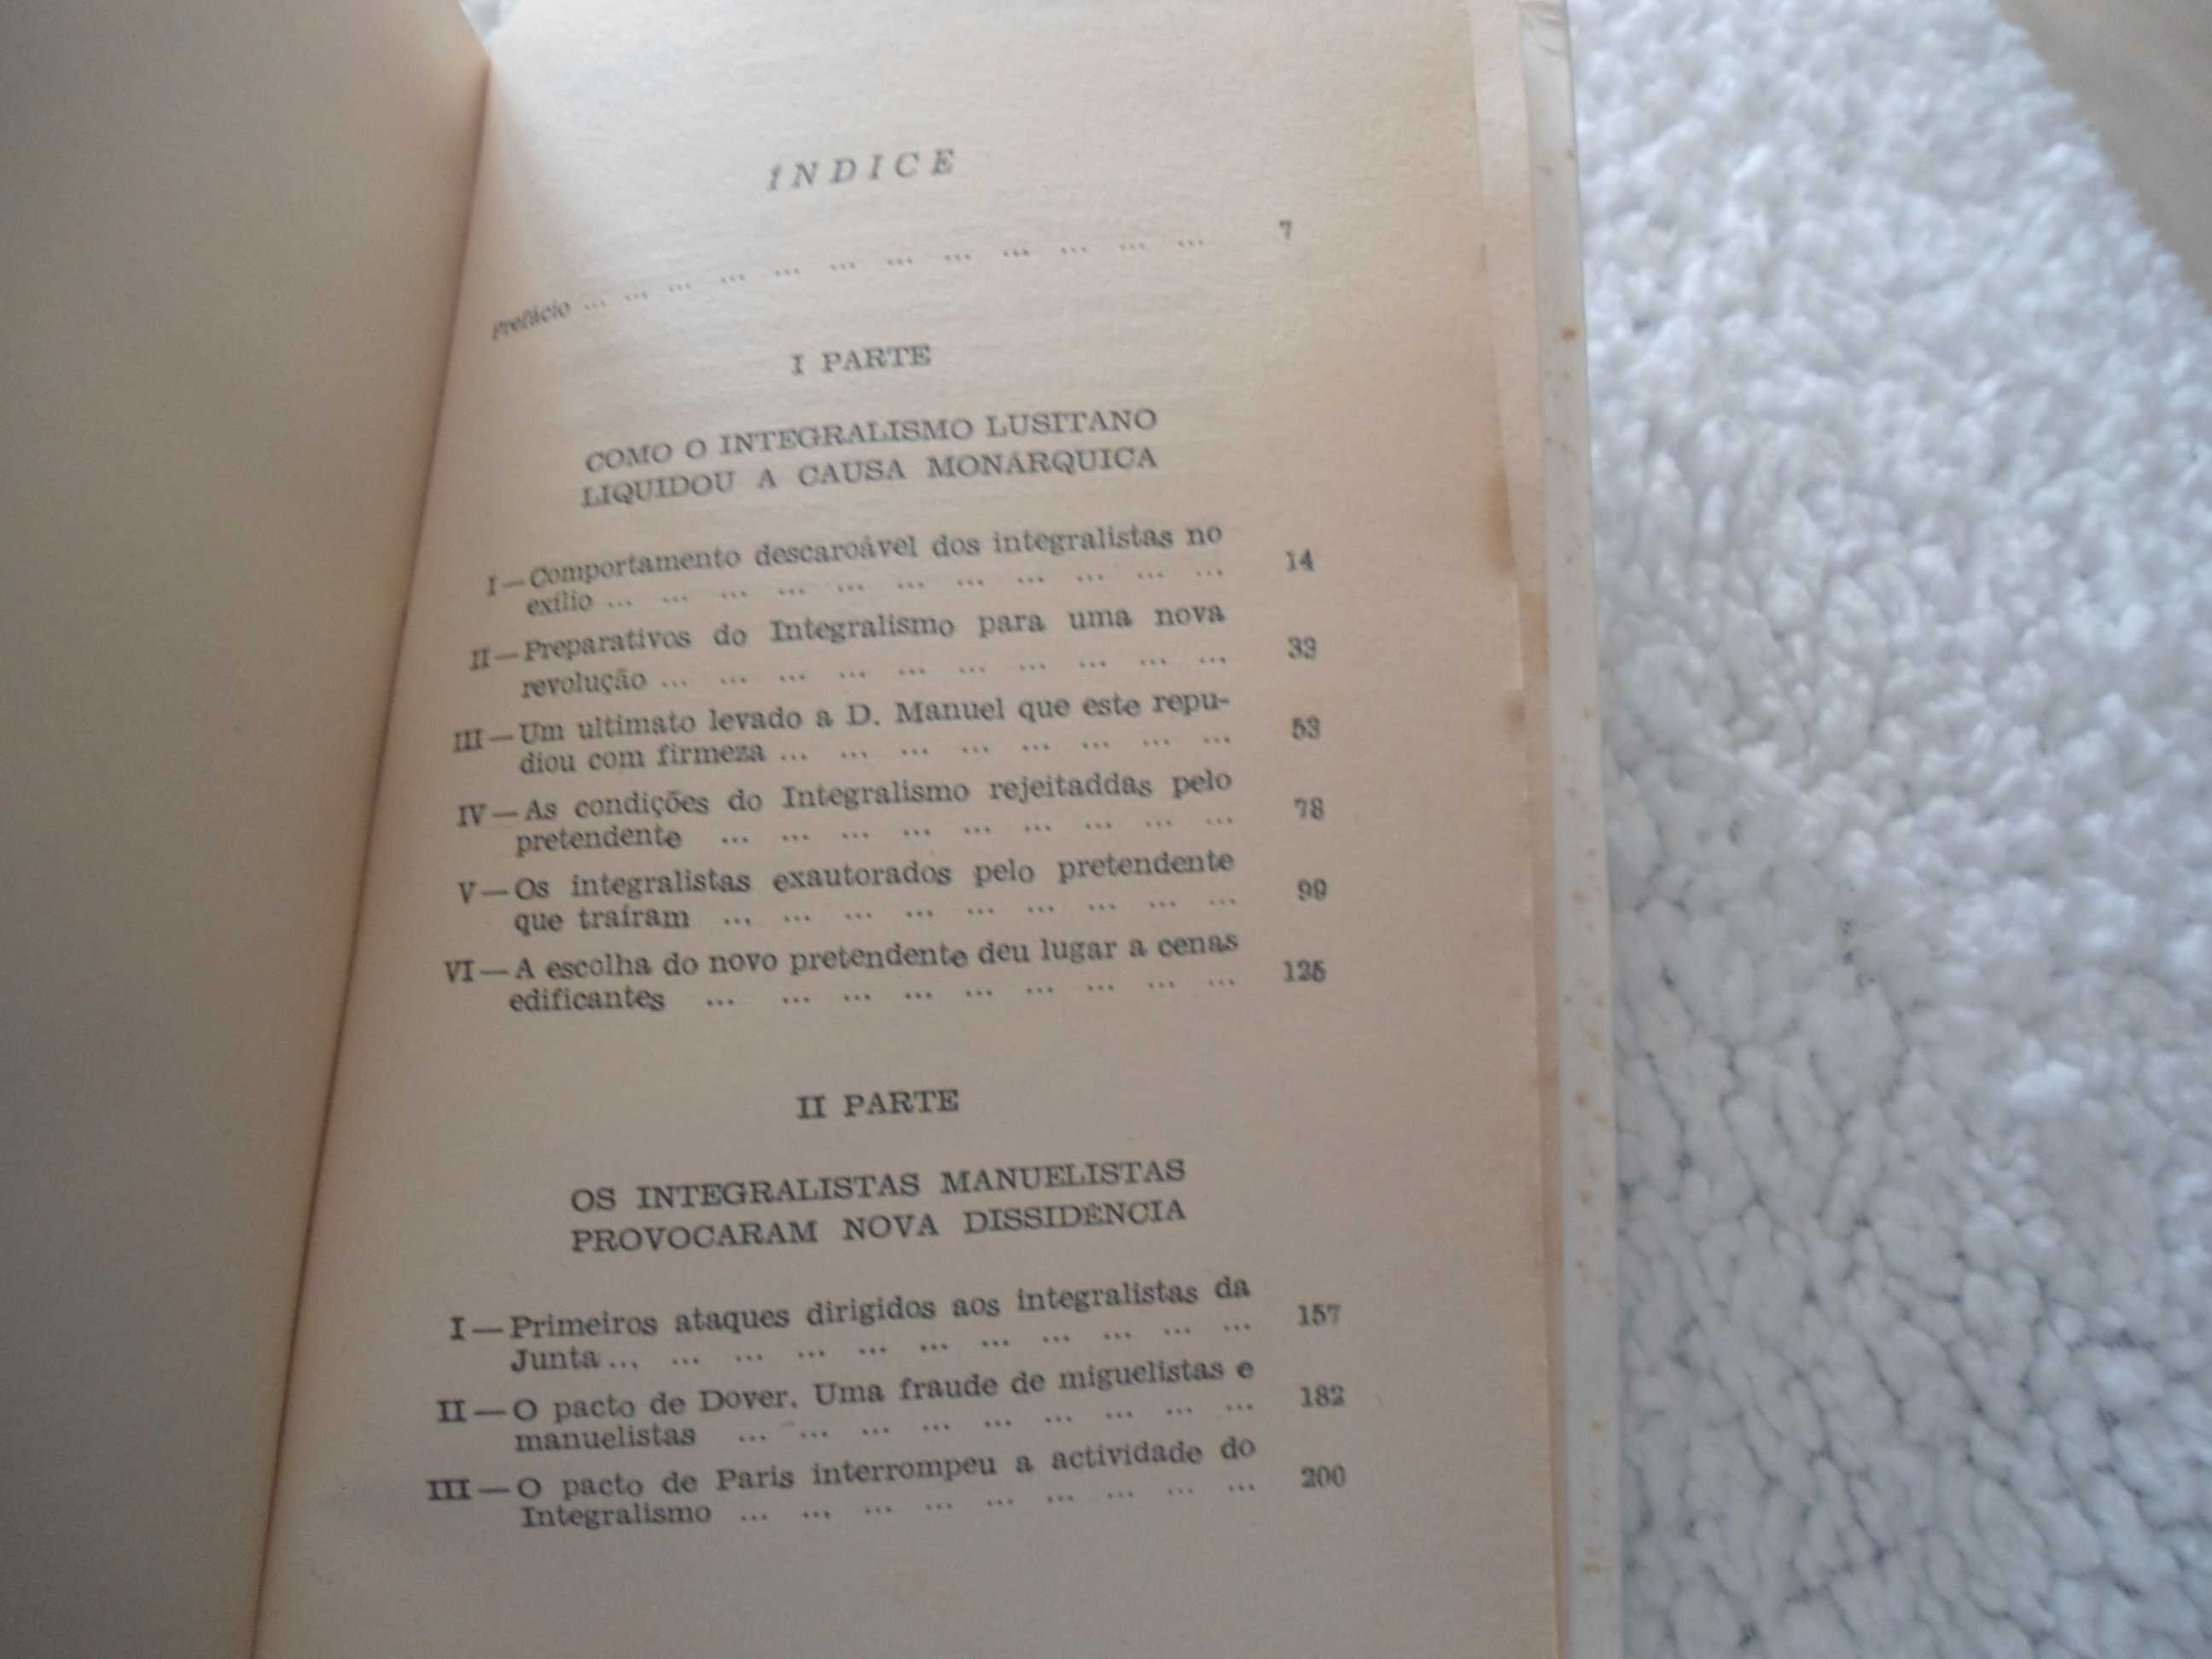 ÍNDICE
Prefácio ... ... ... ... ... ... ... ... ... ... ... ... 7
I PARTE
COMO O INTEGRALISMO LUSITANO
LIQUIDOU A CAUSA MONÁRQUICA
I—Comportamento descaroável dos integralistas no
exílio ... ... ... ... ... ... ... ... ... ... ... 14
II—Preparativos do Integralismo para uma nova
revolução ... ... ... ... ... ... ... ... ... ... 33
III—Um ultimato levado a D. Manuel que este repu-
diou com firmeza ... ... ... ... ... ... ... ... 53
IV—As condições do Integralismo rejeitaddas pelo
pretendente ... ... ... ... ... ... ... ... ... 78
V—Os integralistas exautorados pelo pretendente
que traíram ... ... ... ... ... ... ... ... ... 99
VI—A escolha do novo pretendente deu lugar a cenas
edificantes ... ... ... ... ... ... ... ... ... 125
II PARTE
OS INTEGRALISTAS MANUELISTAS
PROVOCARAM NOVA DISSIDÊNCIA
I—Primeiros ataques dirigidos aos integralistas da
Junta ... ... ... ... ... ... ... ... ... ... ... 157
II—O pacto de Dover. Uma fraude de miguelistas e
manuelistas ... ... ... ... ... ... ... ... ... 182
III—O pacto de Paris interrompeu a actividade do
Integralismo ... ... ... ... ... ... ... ... ... 200